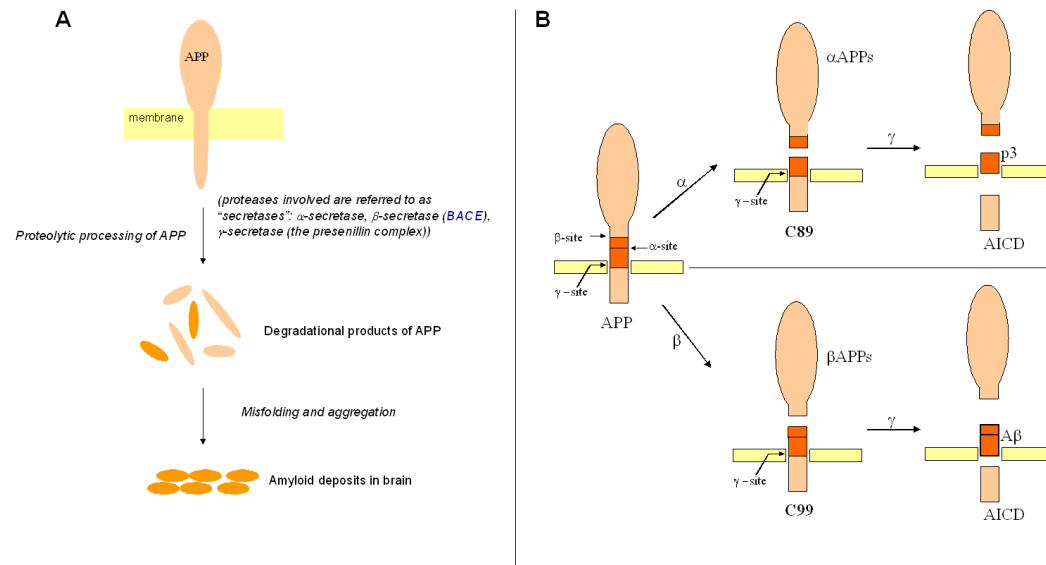 A
APP
membrane
(proteases involved are referred to as
"secretases": α-secretase, β-secretase (BACE),
γ-secretase (the presenillin complex))
Proteolytic processing of APP
Degradational products of APP
Misfolding and aggregation
Amyloid deposits in brain
B
αAPPs
γ
p3
α
γ-site
C89
AICD
β-site
α-site
γ-site
APP
β
βAPPs
γ
Aβ
γ-site
C99
AICD